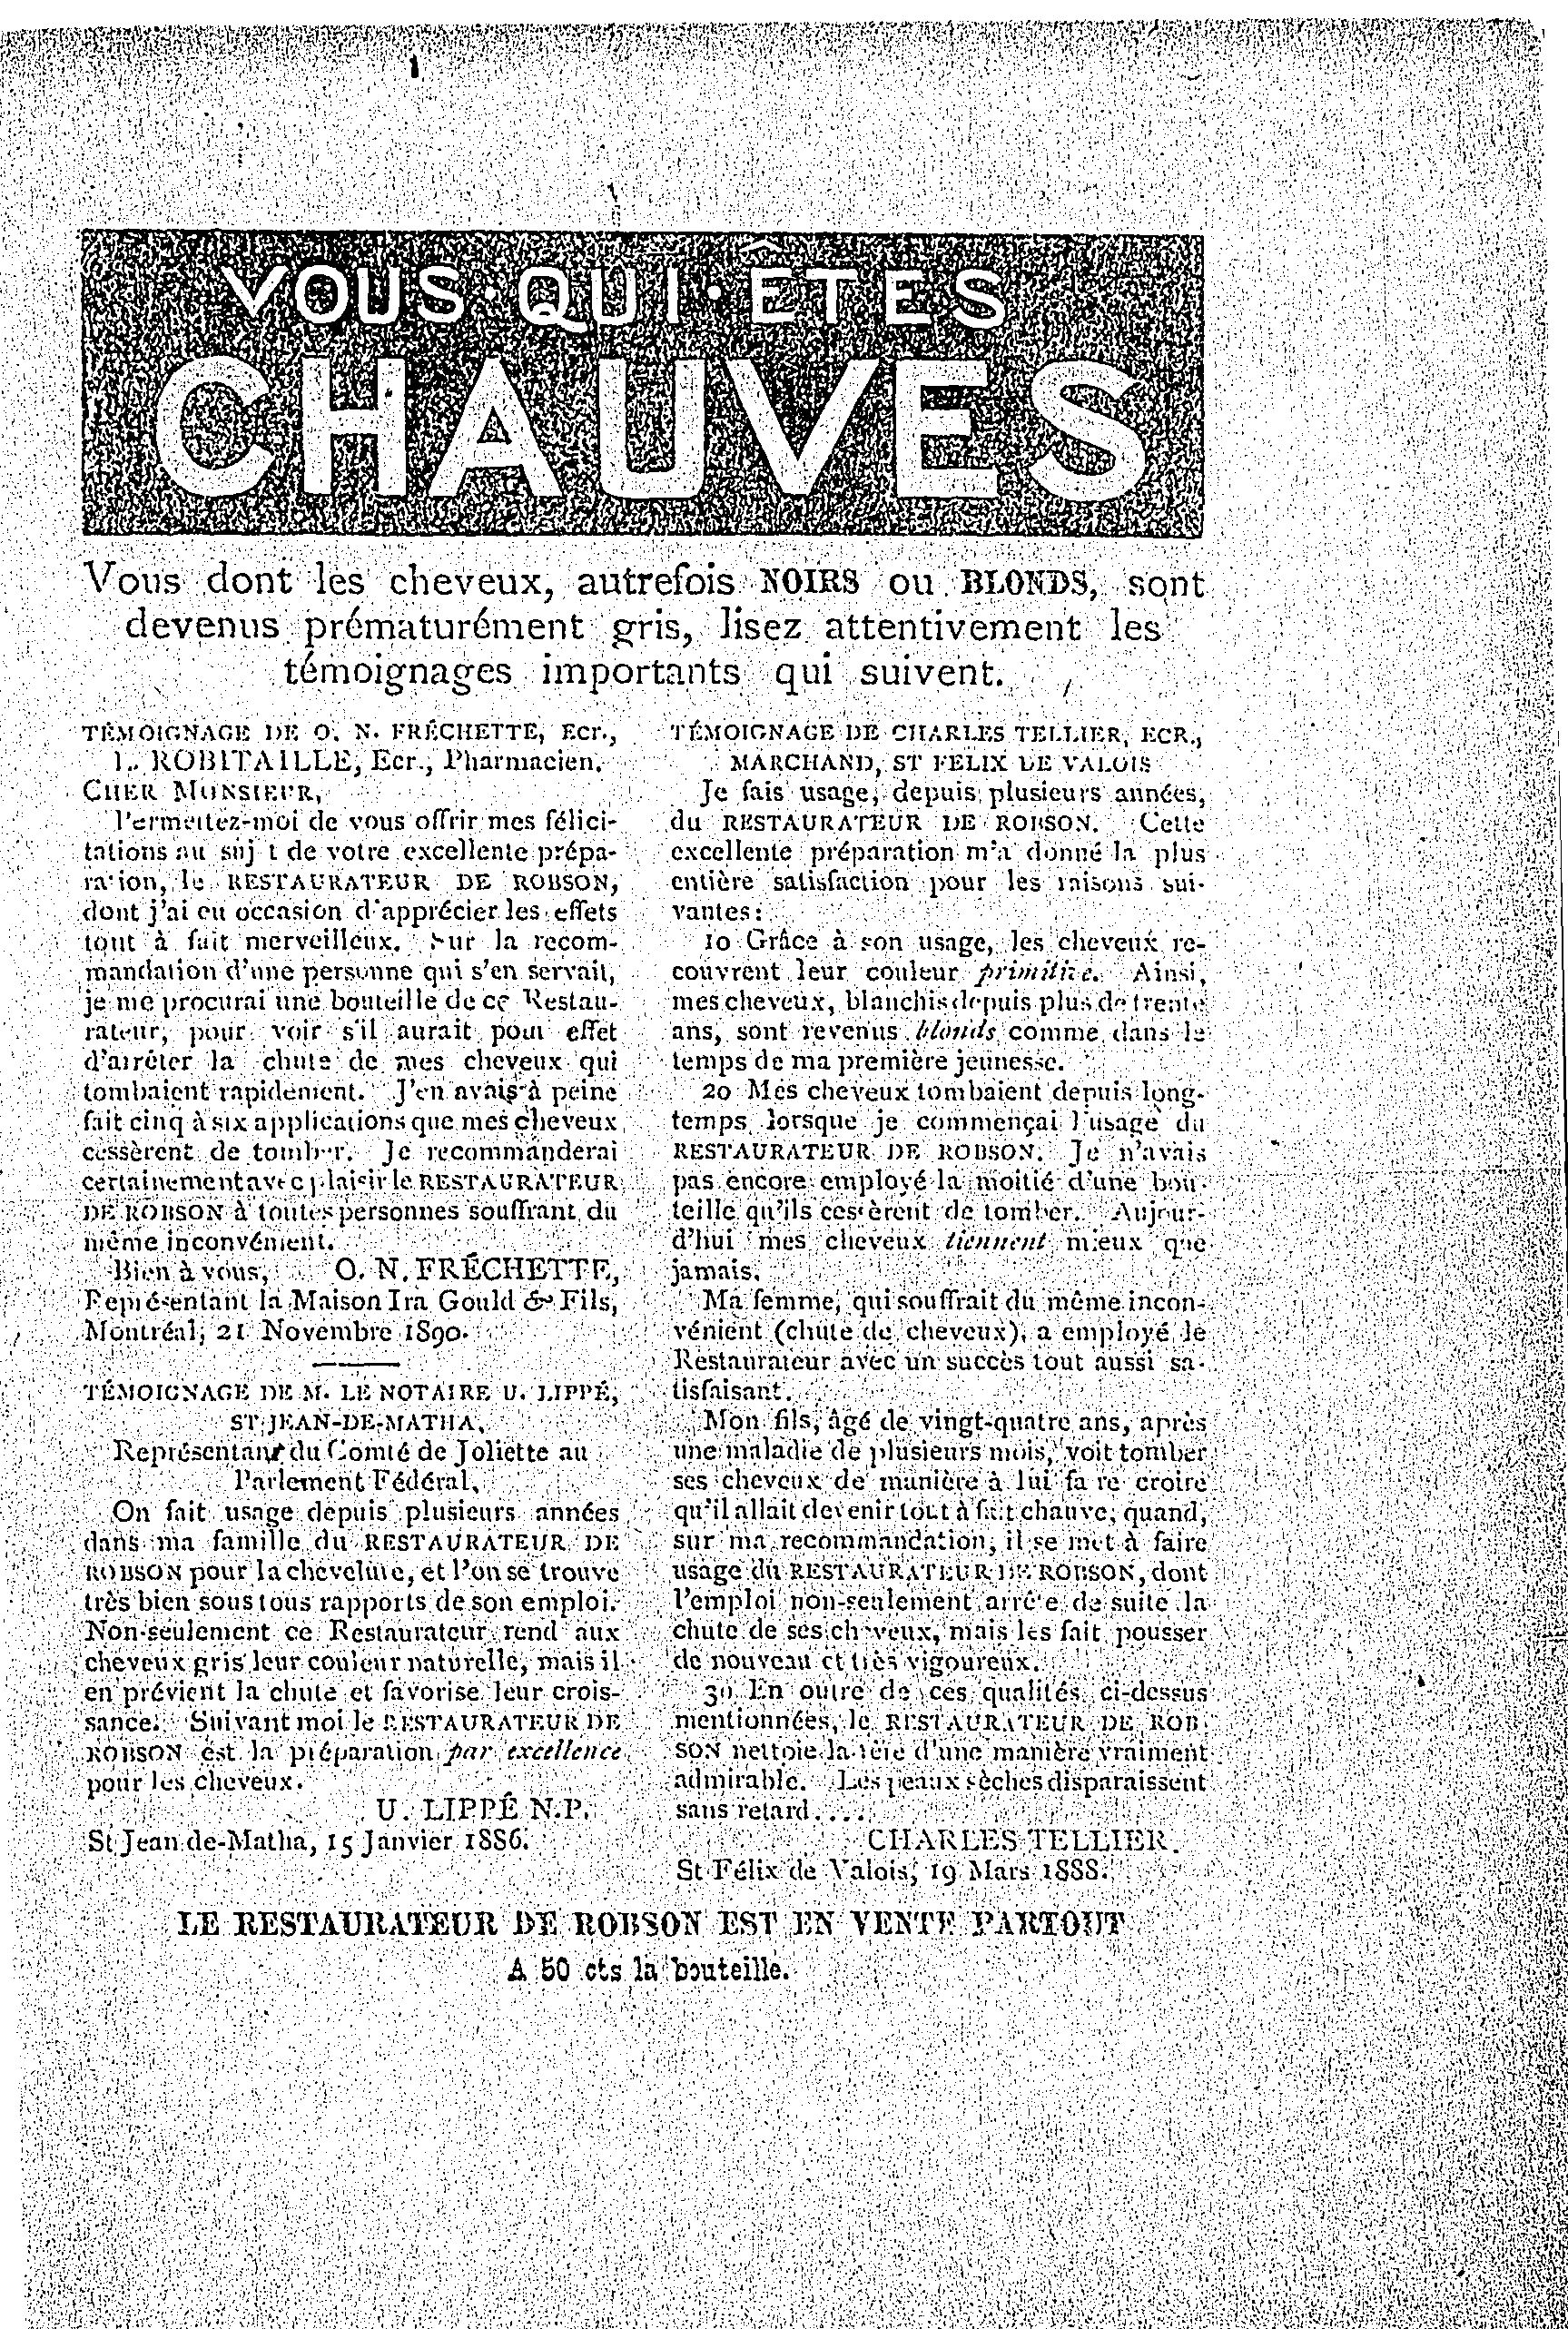 VOUS·QUI·ÊTES
CHAUVES
Vous dont les cheveux, autrefois NOIRS ou BLONDS, sont
devenus prématurément gris, lisez attentivement les
témoignages importants qui suivent.
TÉMOIGNAGE DE O. N. FRÉCHETTE, Ecr.,
L. ROBITAILLE, Ecr., Pharmacien.
CHER MONSIEUR,
Permettez-moi de vous offrir mes félici-
tations au suj t de votre excellente prépa-
ration, le RESTAURATEUR DE ROBSON,
dont j'ai eu occasion d'apprécier les effets
tout à fait merveilleux. Sur la recom-
mandation d'une personne qui s'en servait,
je me procurai une bouteille de ce Restau-
rateur, pour voir s'il aurait pour effet
d'arrêter la chute de mes cheveux qui
tombaient rapidement. J'en avais à peine
fait cinq à six applications que mes cheveux
cessèrent de tomber. Je recommanderai
certainement avec plaisir le RESTAURATEUR
DE ROBSON à toutes personnes souffrant du
même inconvénient.
Bien à vous, O. N. FRÉCHETTE,
Représentant la Maison Ira Gould & Fils,
Montréal, 21 Novembre 1890.
TÉMOIGNAGE DE M. LE NOTAIRE U. LIPPÉ,
ST JEAN-DE-MATHA,
Représentant du Comté de Joliette au
Parlement Fédéral,
On fait usage depuis plusieurs années
dans ma famille du RESTAURATEUR DE
ROBSON pour la chevelure, et l'on se trouve
très bien sous tous rapports de son emploi.
Non-seulement ce Restaurateur rend aux
cheveux gris leur couleur naturelle, mais il
en prévient la chute et favorise leur crois-
sance. Suivant moi le RESTAURATEUR DE
ROBSON est la préparation par excellence
pour les cheveux.
U. LIPPÉ N.P.
St Jean de-Matha, 15 Janvier 1886.
TÉMOIGNAGE DE CHARLES TELLIER, ECR.,
MARCHAND, ST FELIX DE VALOIS
Je fais usage, depuis plusieurs années,
du RESTAURATEUR DE ROBSON. Cette
excellente préparation m'a donné la plus
entière satisfaction pour les raisons sui-
vantes:
1o Grâce à son usage, les cheveux re-
couvrent leur couleur primitive. Ainsi,
mes cheveux, blanchis depuis plus de trente
ans, sont revenus blonds comme dans le
temps de ma première jeunesse.
2o Mes cheveux tombaient depuis long-
temps lorsque je commençai l'usage du
RESTAURATEUR DE ROBSON. Je n'avais
pas encore employé la moitié d'une bou-
teille qu'ils cessèrent de tomber. Aujour-
d'hui mes cheveux tiennent mieux que
jamais.
Ma femme, qui souffrait du même incon-
vénient (chute de cheveux), a employé le
Restaurateur avec un succès tout aussi sa-
tisfaisant.
Mon fils, âgé de vingt-quatre ans, après
une maladie de plusieurs mois, voit tomber
ses cheveux de manière à lui fa re croire
qu'il allait devenir tout à fait chauve, quand,
sur ma recommandation, il se met à faire
usage du RESTAURATEUR DE ROBSON, dont
l'emploi non-seulement arrête de suite la
chute de ses cheveux, mais les fait pousser
de nouveau et très vigoureux.
3o En outre de ces qualités ci-dessus
mentionnées, le RESTAURATEUR DE ROB
SON nettoie la tête d'une manière vraiment
admirable. Les peaux sèches disparaissent
sans retard....
CHARLES TELLIER.
St Félix de Valois, 19 Mars 1888.
LE RESTAURATEUR DE ROBSON EST EN VENTE PARTOUT
A 50 cts la bouteille.